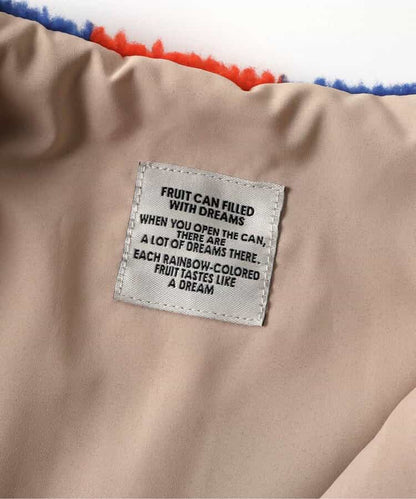 FRUIT CAN FILLED
WITH DREAMS
WHEN YOU OPEN THE CAN,
THERE ARE
A LOT OF DREAMS THERE.
EACH RAINBOW-COLORED
FRUIT TASTES LIKE
A DREAM